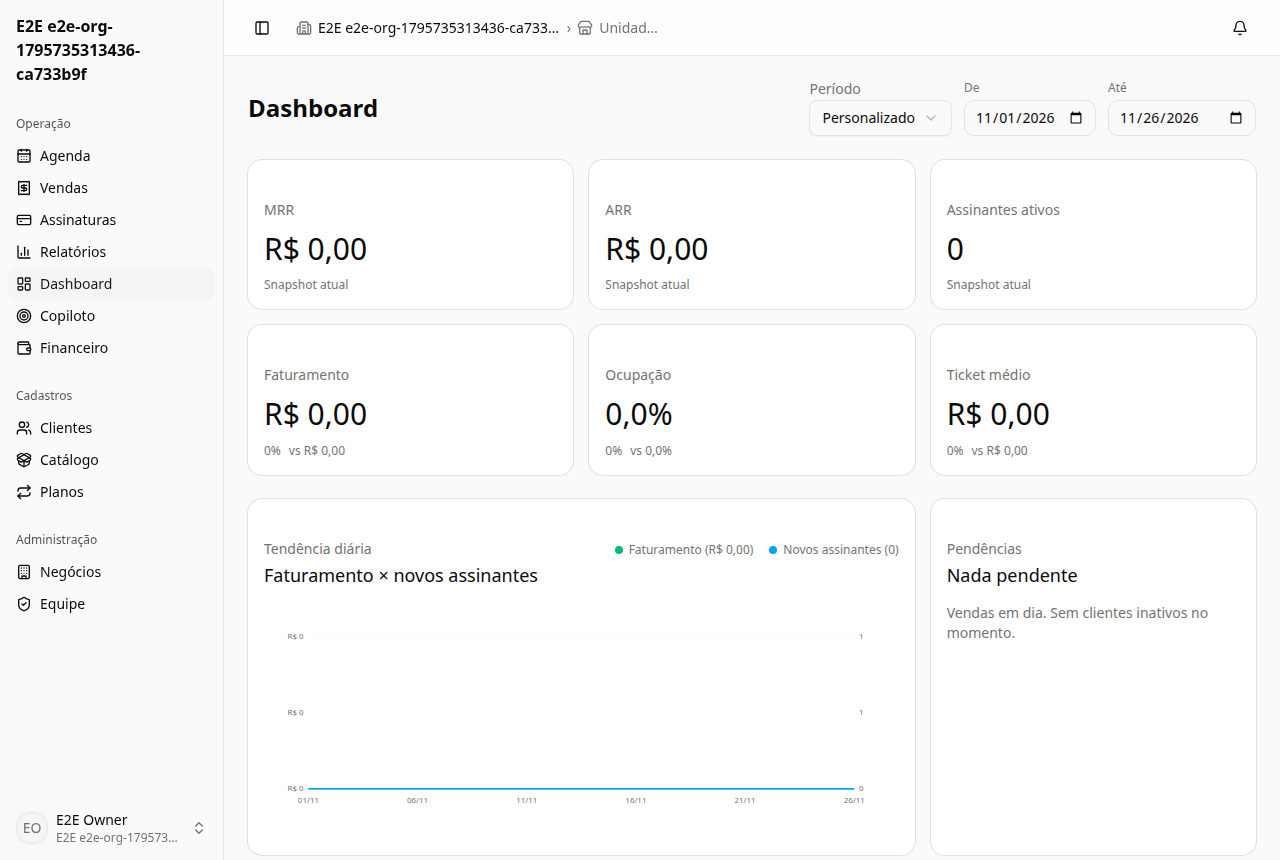 E2E e2e-org-
1795735313436-
ca733b9f
Operação
Agenda
Vendas
Assinaturas
Relatórios
Dashboard
Copiloto
Financeiro
Cadastros
Clientes
Catálogo
Planos
Administração
Negócios
Equipe
EO
E2E Owner
E2E e2e-org-179573...
E2E e2e-org-1795735313436-ca733... › Unidad...
Dashboard
Período
Personalizado
De
11/01/2026
Até
11/26/2026
MRR
R$ 0,00
Snapshot atual
ARR
R$ 0,00
Snapshot atual
Assinantes ativos
0
Snapshot atual
Faturamento
R$ 0,00
0% vs R$ 0,00
Ocupação
0,0%
0% vs 0,0%
Ticket médio
R$ 0,00
0% vs R$ 0,00
Tendência diária
Faturamento × novos assinantes
Faturamento (R$ 0,00) Novos assinantes (0)
R$ 0 1
R$ 0 1
R$ 0 0
01/11 06/11 11/11 16/11 21/11 26/11
Pendências
Nada pendente
Vendas em dia. Sem clientes inativos no
momento.